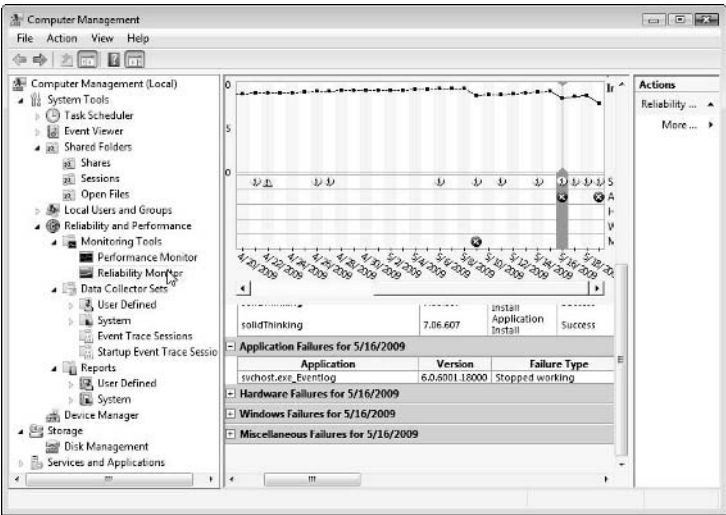 Computer Management
File Action View Help
Computer Management (Local)
System Tools
Task Scheduler
Event Viewer
Shared Folders
Shares
Sessions
Open Files
Local Users and Groups
Reliability and Performance
Monitoring Tools
Performance Monitor
Reliability Monitor
Data Collector Sets
User Defined
System
Event Trace Sessions
Startup Event Trace Sessio
Reports
User Defined
System
Device Manager
Storage
Disk Management
Services and Applications
0
5
0
4/20/2009
4/22/2009
4/24/2009
4/26/2009
4/28/2009
4/30/2009
5/2/2009
5/4/2009
5/6/2009
5/8/2009
5/10/2009
5/12/2009
5/14/2009
5/16/2009
5/18/2009
Install
solidThinking 7.06.607 Application Install Success
Application Failures for 5/16/2009
Application Version Failure Type
svchost.exe_Eventlog 6.0.6001.18000 Stopped working
Hardware Failures for 5/16/2009
Windows Failures for 5/16/2009
Miscellaneous Failures for 5/16/2009
Actions
Reliability ...
More ...